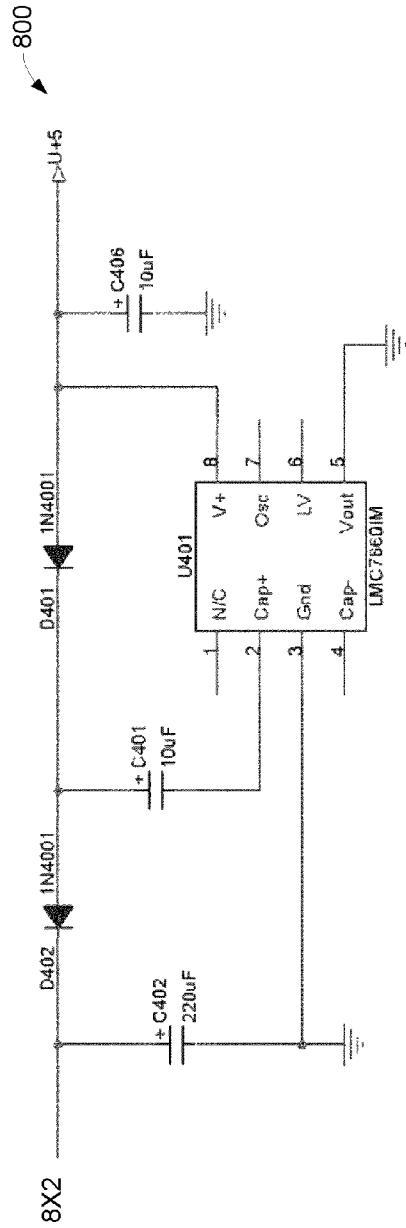 800
D402
1N4001
D401
1N4001
U+5
8X2
+ C402
220uF
+ C401
10uF
+ C406
10uF
U401
1
N/C
V+
8
2
Cap+
Osc
7
3
Gnd
LV
6
4
Cap-
Vout
5
LMC7660IM